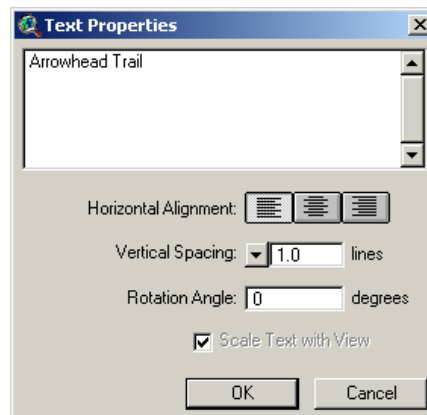 Text Properties
Arrowhead Trail
Horizontal Alignment:
Vertical Spacing: 1.0 lines
Rotation Angle: 0 degrees
Scale Text with View
OK Cancel